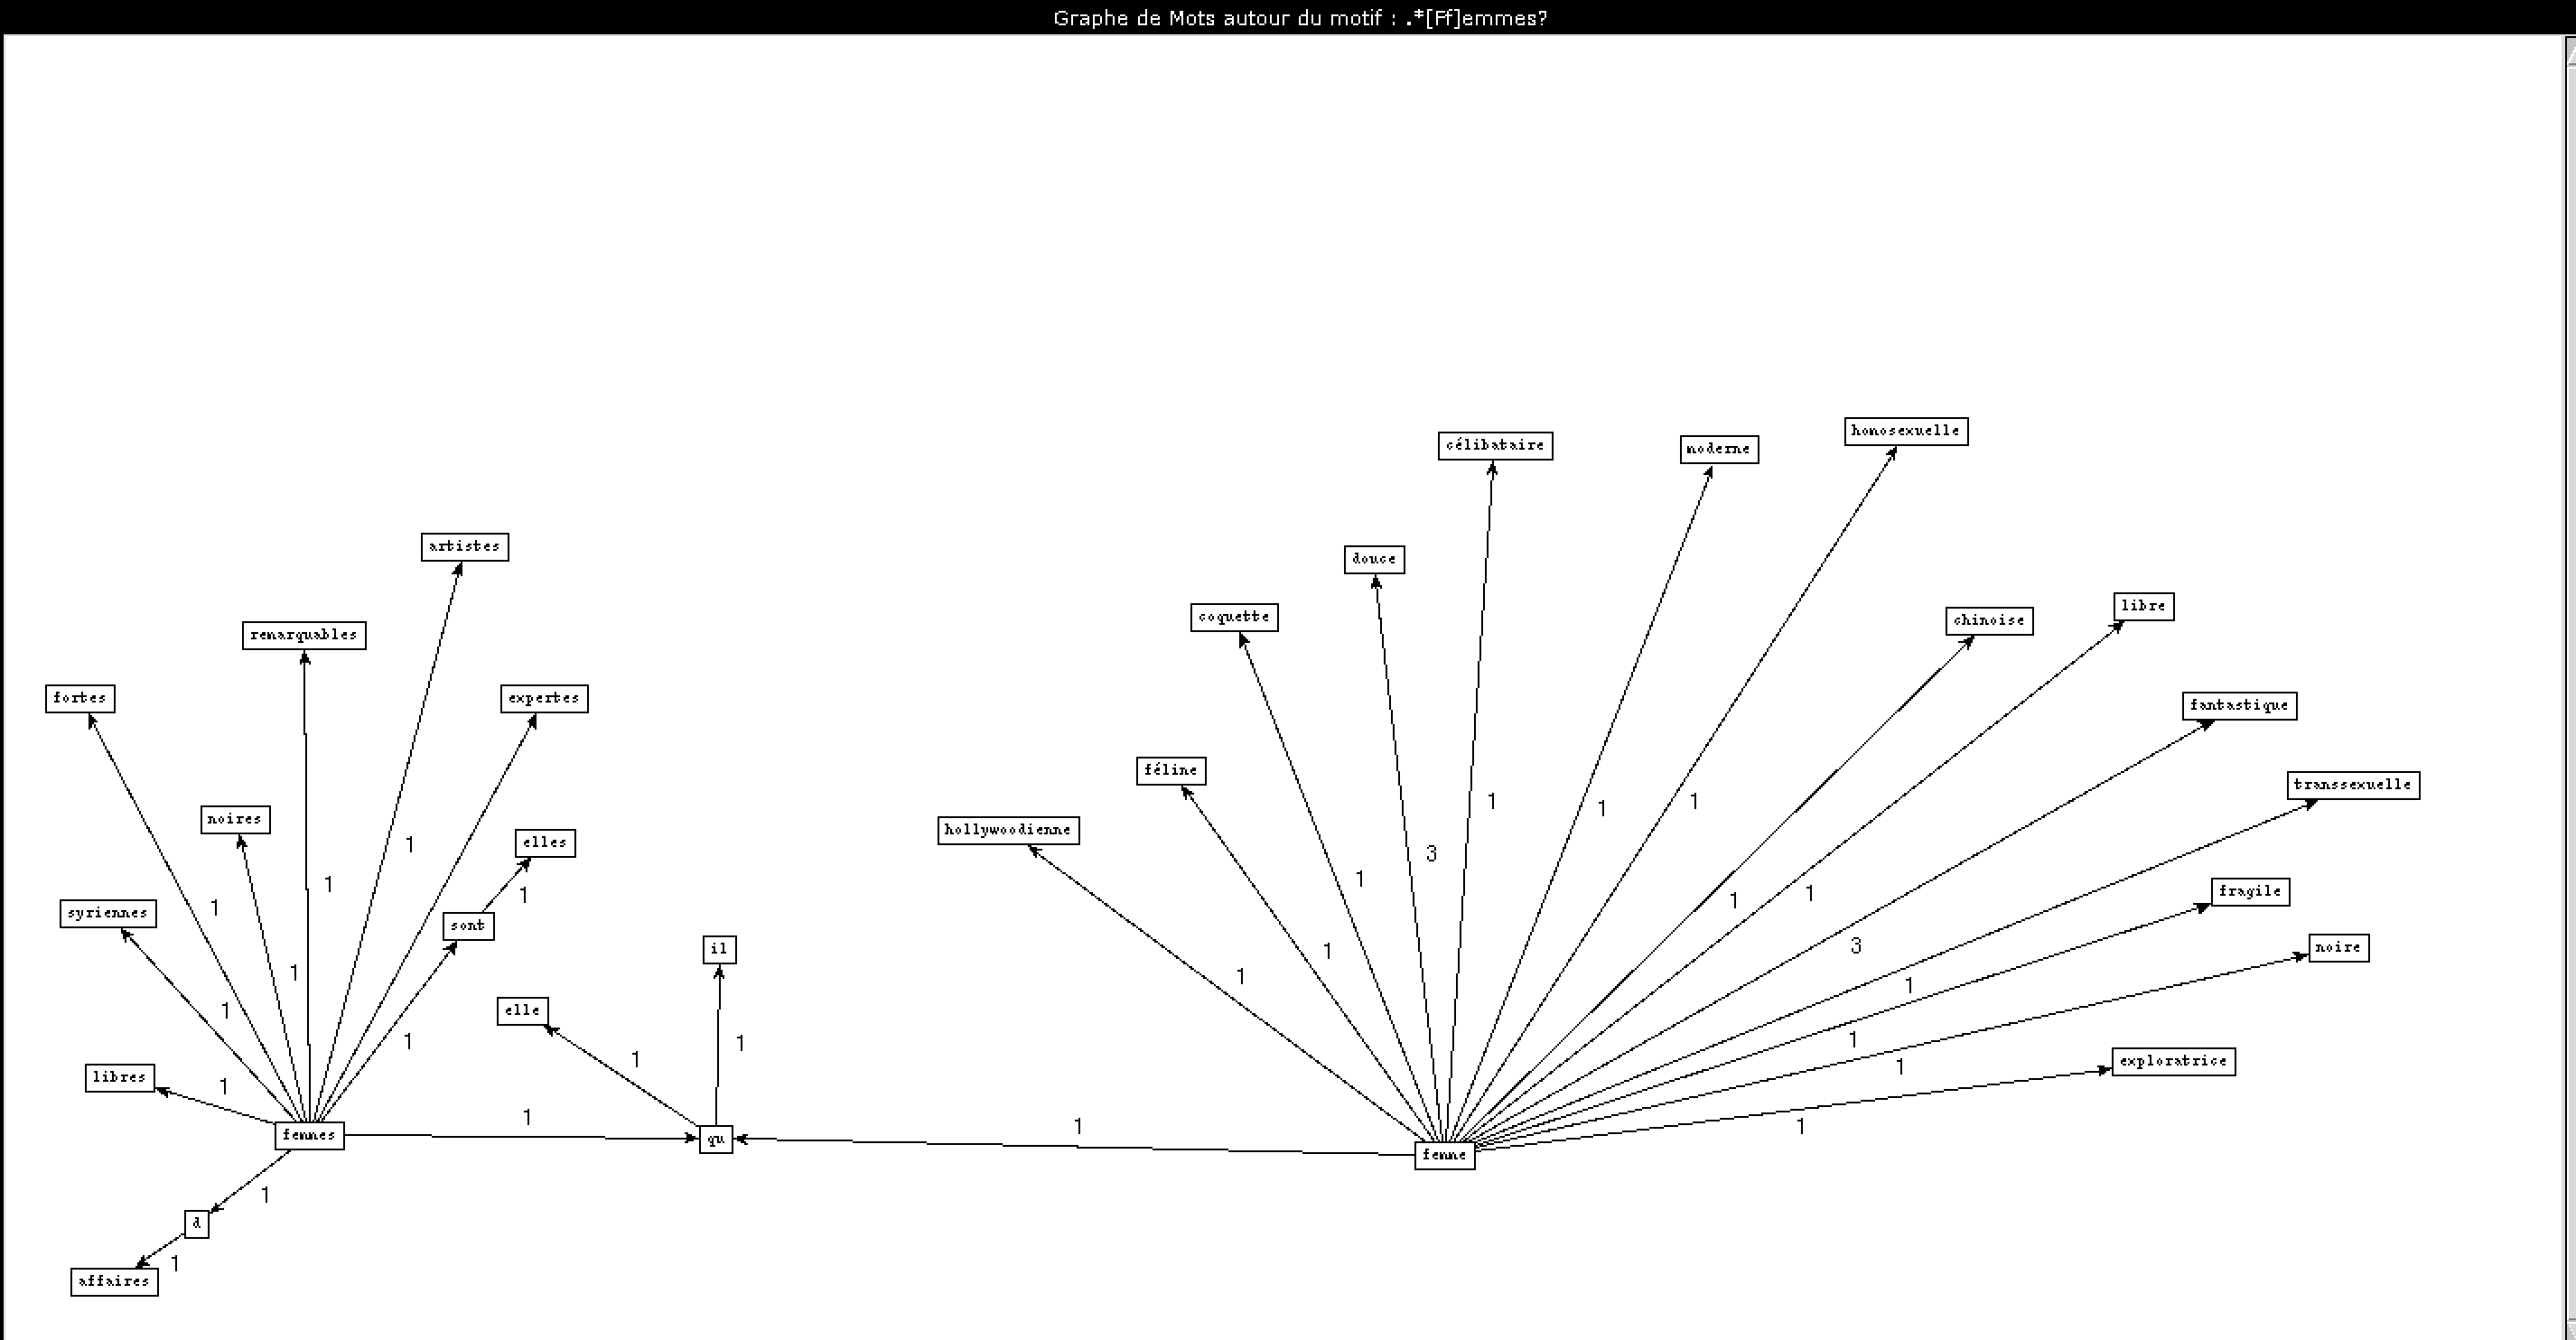 Graphe de Mots autour du motif : .*[Ff]emmes?
célibataire
moderne
homosexuelle
artistes
douce
coquette
chinoise
libre
remarquables
fortes
expertes
fantastique
féline
transsexuelle
noires
elles
hollywoodienne
1
1
1
1
3
1
1
1
1
1
1
1
1
syriennes
sont
fragile
il
noire
3
1
1
1
1
elle
1
1
1
1
1
1
exploratrice
libres
1
1
1
1
1
femmes
qu
femme
1
d
1
affaires